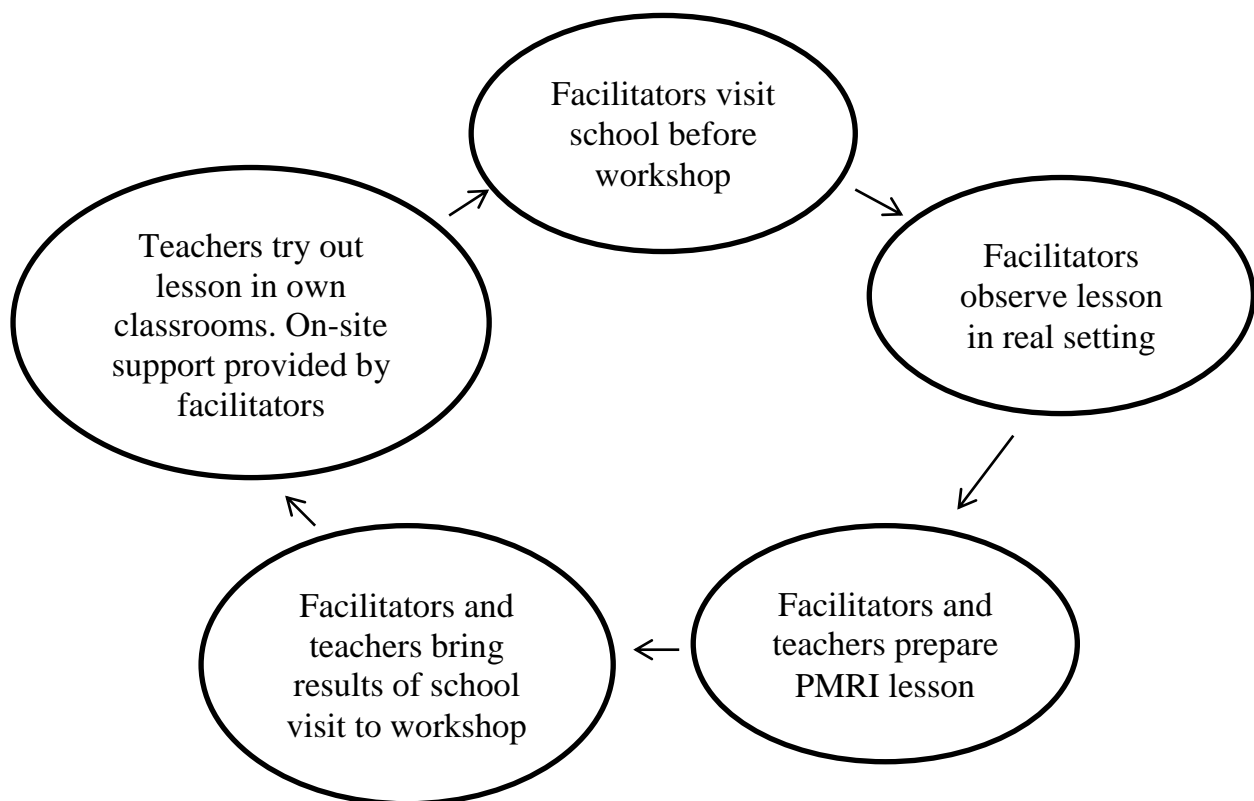 Facilitators visit
school before
workshop
Facilitators
observe lesson
in real setting
Facilitators and
teachers prepare
PMRI lesson
Facilitators and
teachers bring
results of school
visit to workshop
Teachers try out
lesson in own
classrooms. On-site
support provided by
facilitators